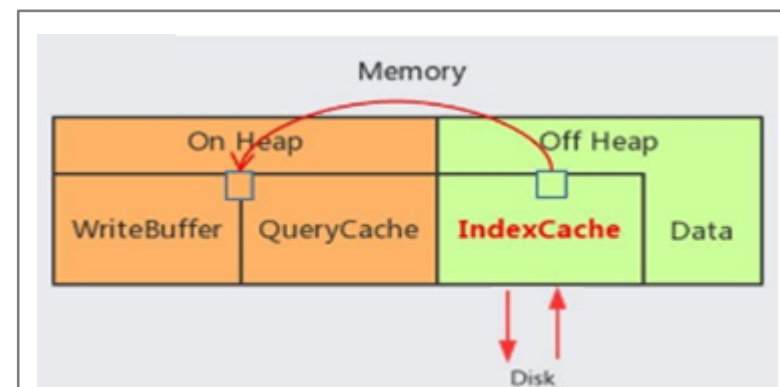 Memory
On Heap Off Heap
WriteBuffer QueryCache IndexCache Data
Disk